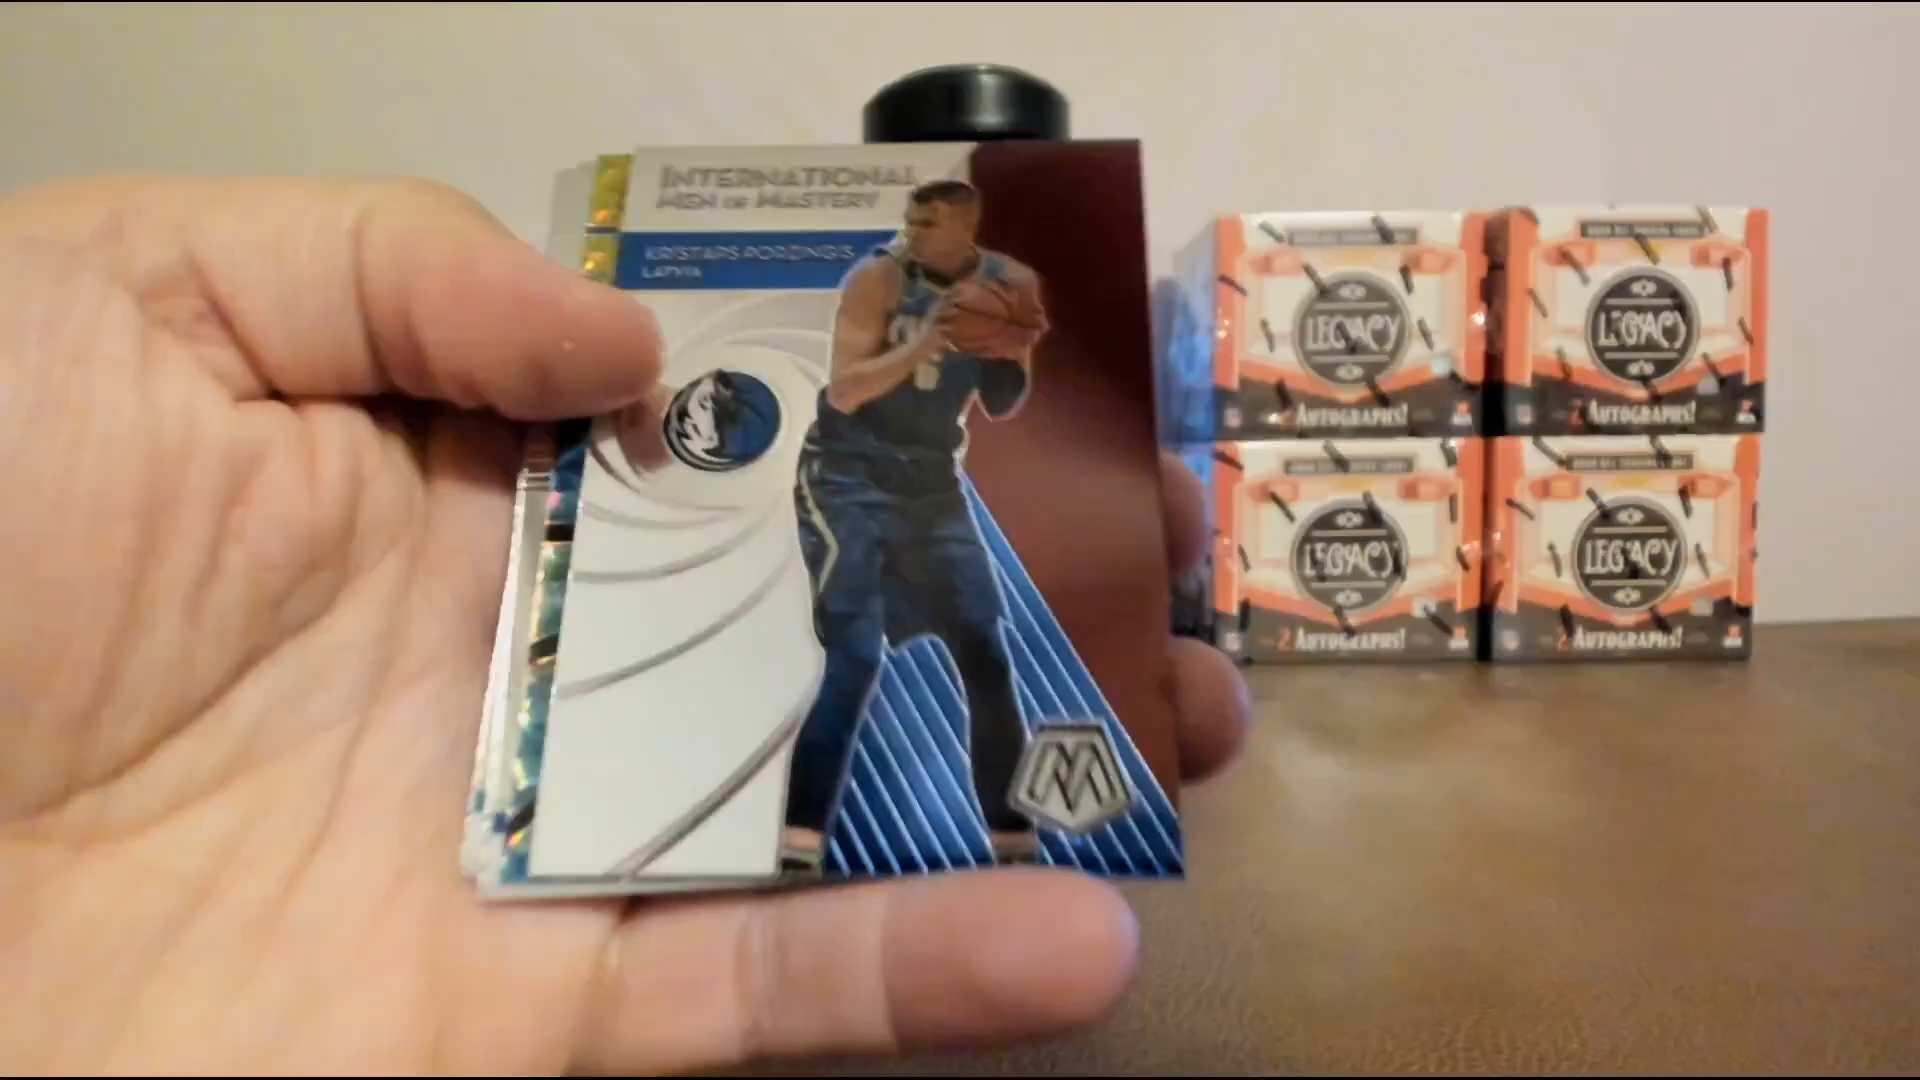 INTERNATIONAL
MEN OF MASTERY
KRISTAPS PORZINGIS
LATVIA
LEGACY
2 AUTOGRAPHS!
LEGACY
2 AUTOGRAPHS!
LEGACY
2 AUTOGRAPHS!
LEGACY
2 AUTOGRAPHS!